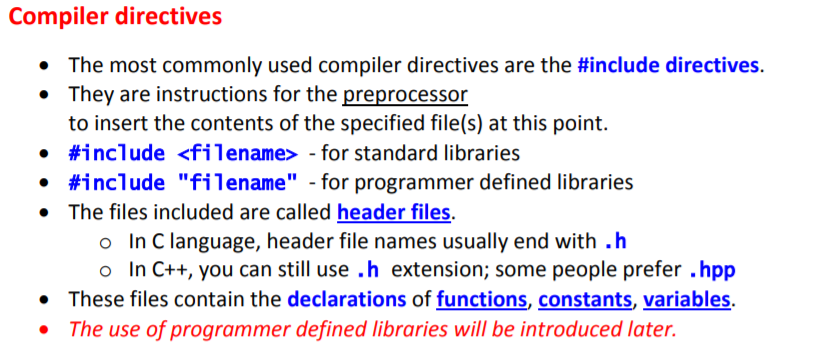 Compiler directives
• The most commonly used compiler directives are the #include directives.
• They are instructions for the preprocessor
to insert the contents of the specified file(s) at this point.
• #include <filename> - for standard libraries
• #include "filename" - for programmer defined libraries
• The files included are called header files.
o In C language, header file names usually end with .h
o In C++, you can still use .h extension; some people prefer .hpp
• These files contain the declarations of functions, constants, variables.
• The use of programmer defined libraries will be introduced later.